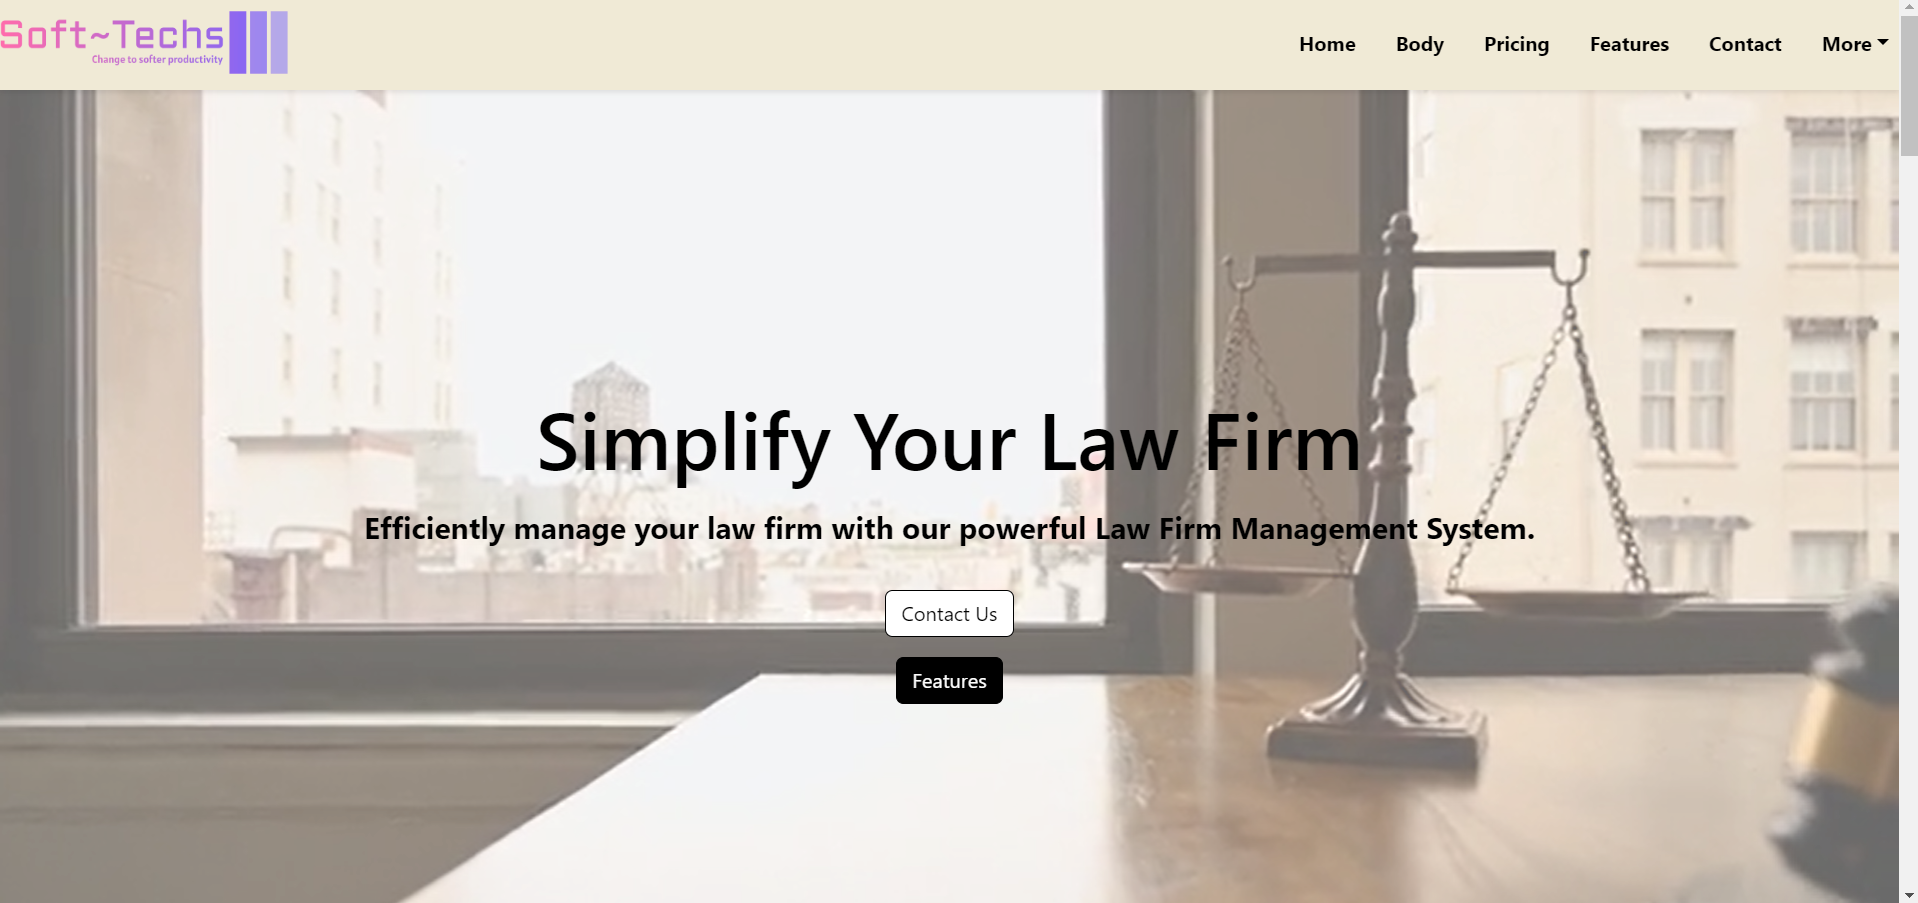 Soft~Techs
Change to softer productivity
Home Body Pricing Features Contact More
Simplify Your Law Firm
Efficiently manage your law firm with our powerful Law Firm Management System.
Contact Us
Features